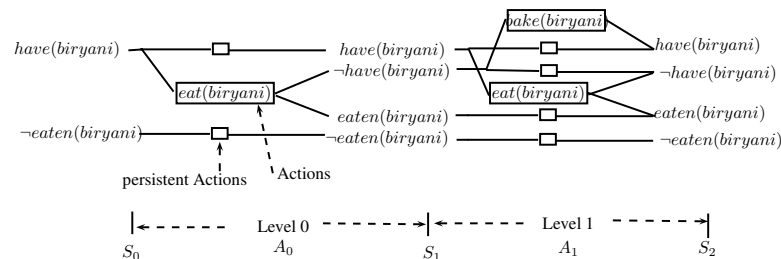 bake(biryani)
have(biryani) have(biryani) have(biryani)
¬have(biryani) ¬have(biryani)
eat(biryani) eat(biryani)
eaten(biryani) eaten(biryani)
¬eaten(biryani) ¬eaten(biryani) ¬eaten(biryani)
persistent Actions Actions
Level 0 Level 1
S₀ A₀ S₁ A₁ S₂